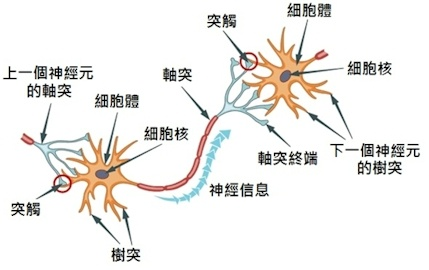 突觸
細胞體
上一個神經元
的軸突
軸突
細胞核
細胞體
細胞核
軸突終端
下一個神經元
的樹突
神經信息
突觸
樹突